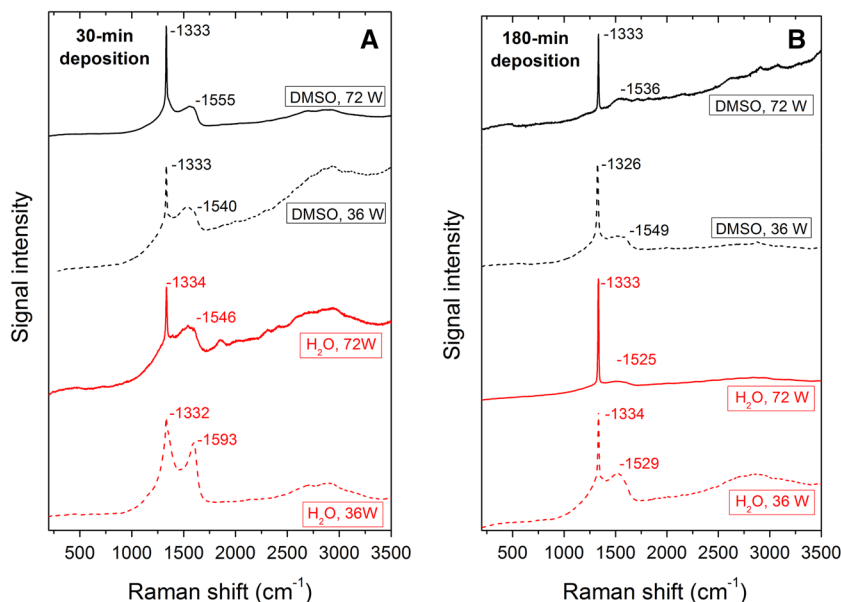 30-min
deposition
A
-1333
-1555
DMSO, 72 W
-1333
-1540
DMSO, 36 W
-1334
-1546
H₂O, 72W
-1332
-1593
H₂O, 36W
Signal intensity
500 1000 1500 2000 2500 3000 3500
Raman shift (cm⁻¹)
180-min
deposition
B
-1333
-1536
DMSO, 72 W
-1326
-1549
DMSO, 36 W
-1333
-1525
H₂O, 72 W
-1334
-1529
H₂O, 36 W
Signal intensity
500 1000 1500 2000 2500 3000 3500
Raman shift (cm⁻¹)